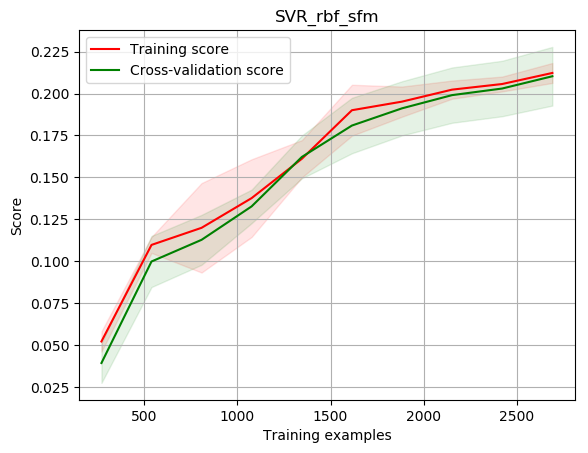 SVR_rbf_sfm
Training score
Cross-validation score
0.225
0.200
0.175
0.150
0.125
0.100
0.075
0.050
0.025
Score
500
1000
1500
2000
2500
Training examples